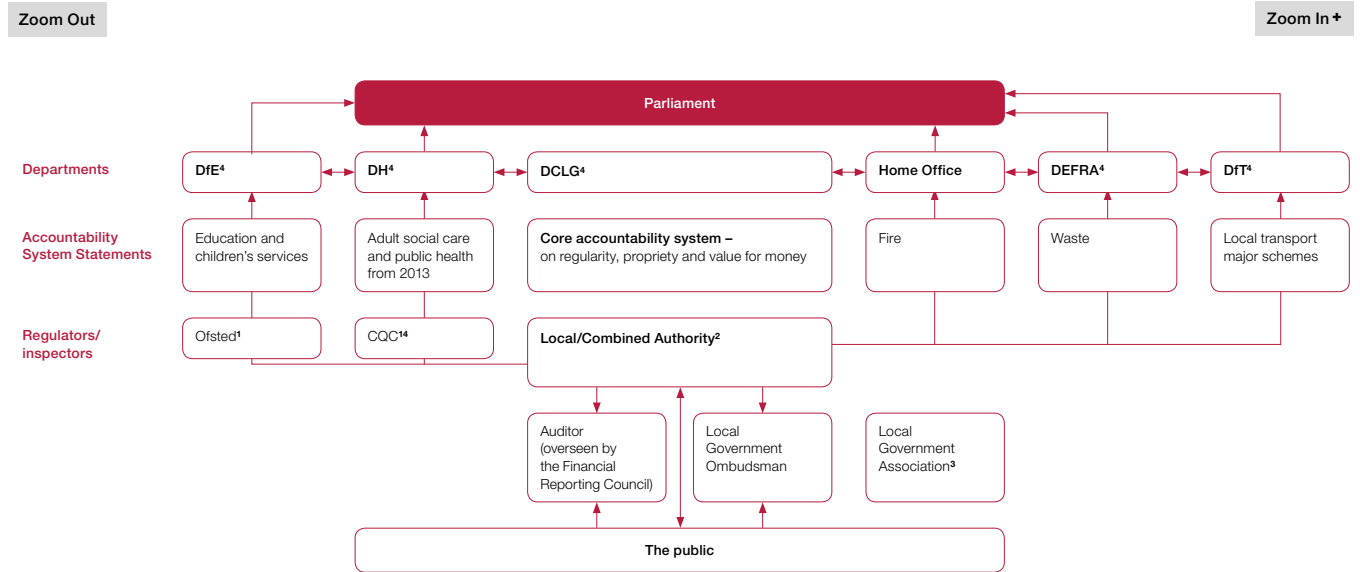 Zoom Out
Zoom In +
Parliament
Departments
DfE⁴
DH⁴
DCLG⁴
Home Office
DEFRA⁴
DfT⁴
Accountability
System Statements
Education and
children's services
Adult social care
and public health
from 2013
Core accountability system –
on regularity, propriety and value for money
Fire
Waste
Local transport
major schemes
Regulators/
inspectors
Ofsted¹
CQC¹⁴
Local/Combined Authority²
Auditor
(overseen by
the Financial
Reporting Council)
Local
Government
Ombudsman
Local
Government
Association³
The public